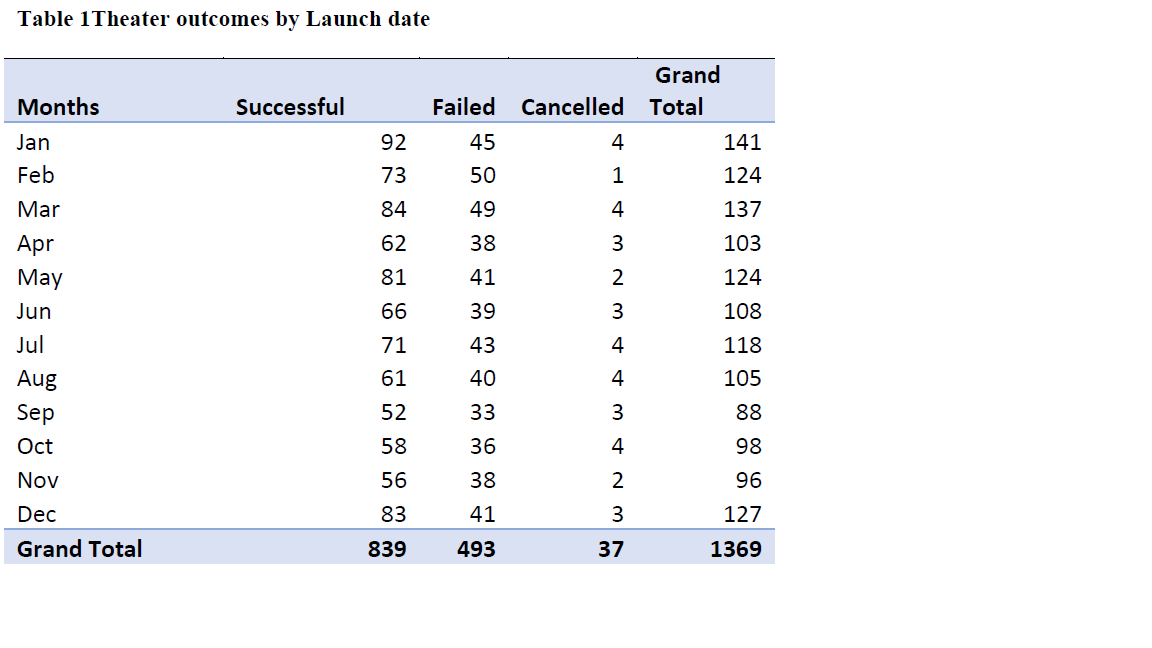 Table 1Theater outcomes by Launch date
Months Successful Failed Cancelled Grand Total
Jan 92 45 4 141
Feb 73 50 1 124
Mar 84 49 4 137
Apr 62 38 3 103
May 81 41 2 124
Jun 66 39 3 108
Jul 71 43 4 118
Aug 61 40 4 105
Sep 52 33 3 88
Oct 58 36 4 98
Nov 56 38 2 96
Dec 83 41 3 127
Grand Total 839 493 37 1369